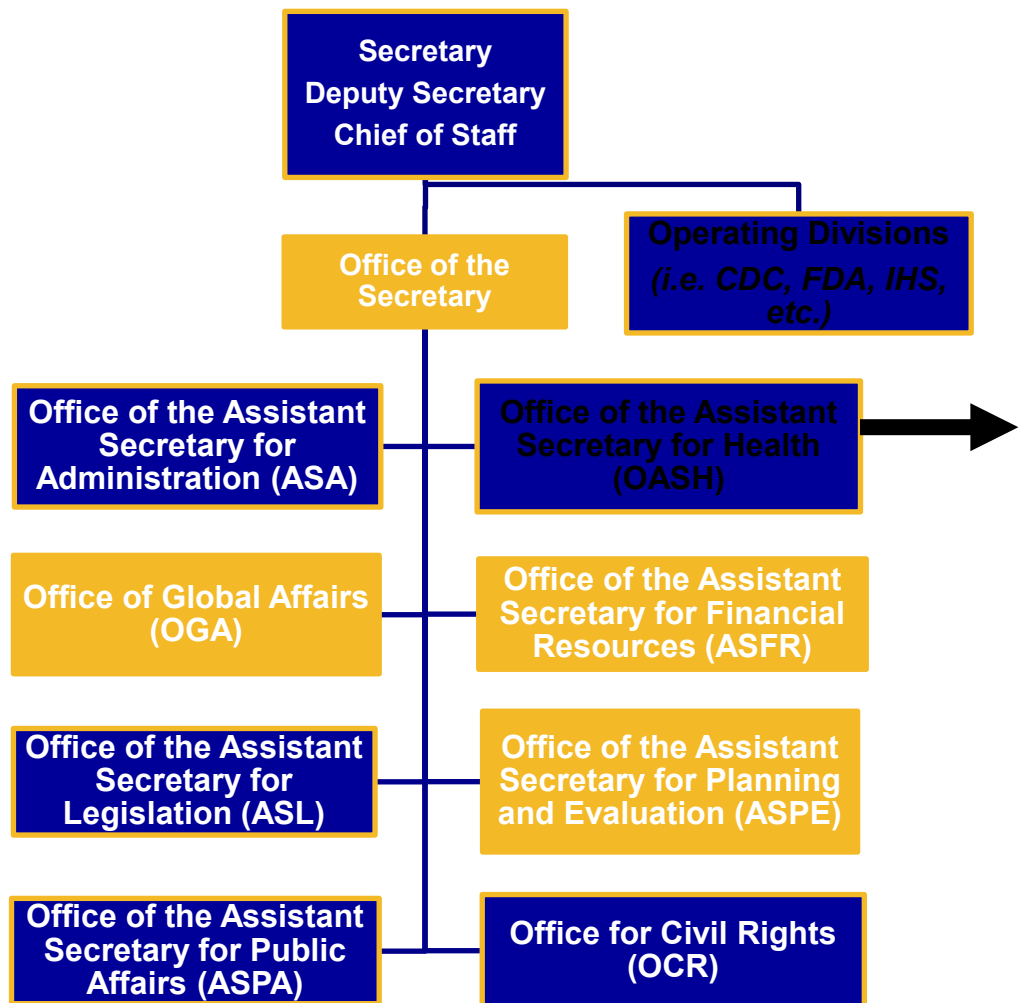 Secretary
Deputy Secretary
Chief of Staff
Office of the
Secretary
Operating Divisions
(i.e. CDC, FDA, IHS,
etc.)
Office of the Assistant
Secretary for
Administration (ASA)
Office of the Assistant
Secretary for Health
(OASH)
Office of Global Affairs
(OGA)
Office of the Assistant
Secretary for Financial
Resources (ASFR)
Office of the Assistant
Secretary for
Legislation (ASL)
Office of the Assistant
Secretary for Planning
and Evaluation (ASPE)
Office of the Assistant
Secretary for Public
Affairs (ASPA)
Office for Civil Rights
(OCR)